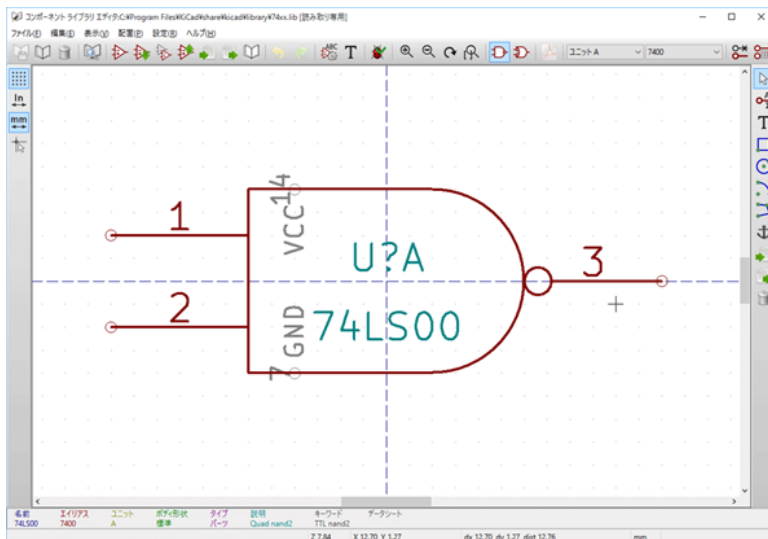 コンポーネント ライブラリ エディタ:C:¥Program Files¥KiCad¥share¥kicad¥library¥74xx.lib [読み取り専用]
ファイル(F) 編集(E) 表示(V) 配置(P) 設定(R) ヘルプ(H)
ユニット A 7400
In
mm
14
VCC
1
U?A
3
2
74LS00
GND
7
名前 エイリアス ユニット ボディ形状 タイプ 説明 キーワード データシート
74LS00 7400 A 標準 パーツ Quad nand2 TTL nand2
Z 7.84 X 12.70 Y 1.27 dx 12.70 dy 1.27 dist 12.76 mm